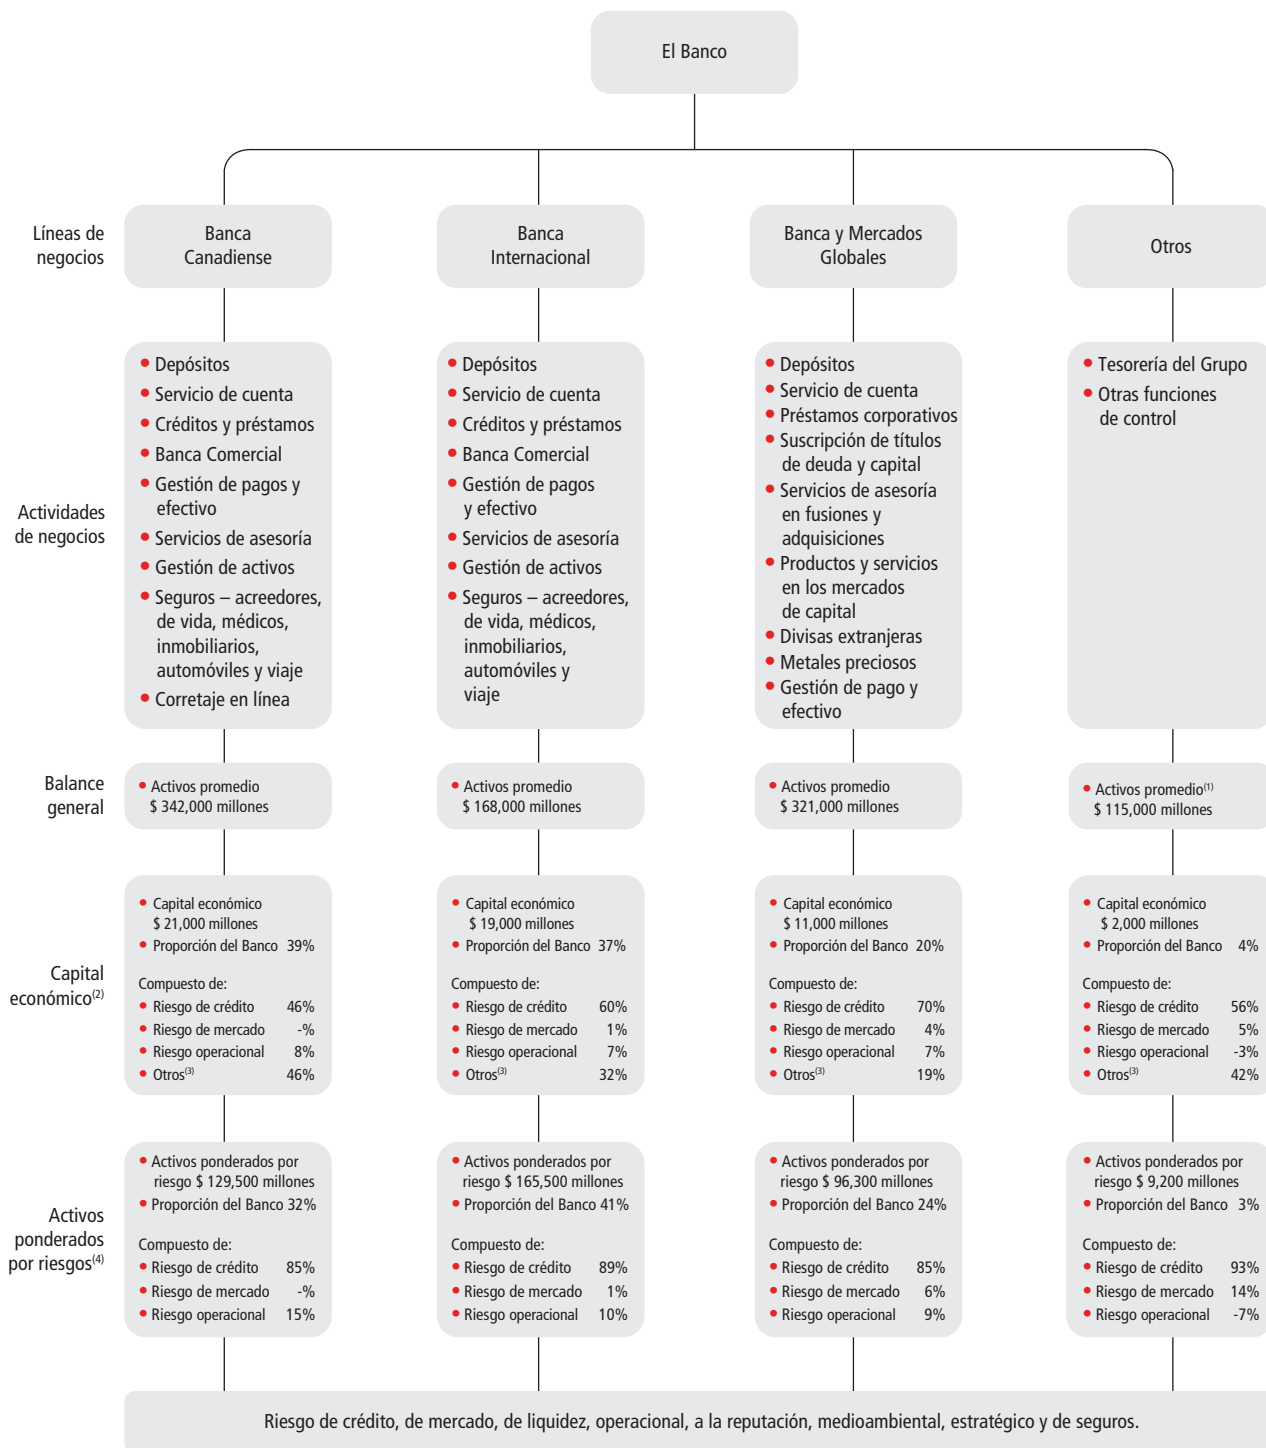 El Banco
Líneas de
negocios
Banca
Canadiense
Banca
Internacional
Banca y Mercados
Globales
Otros
Actividades
de negocios
• Depósitos
• Servicio de cuenta
• Créditos y préstamos
• Banca Comercial
• Gestión de pagos y
efectivo
• Servicios de asesoría
• Gestión de activos
• Seguros – acreedores,
de vida, médicos,
inmobiliarios,
automóviles y viaje
• Corretaje en línea
• Depósitos
• Servicio de cuenta
• Créditos y préstamos
• Banca Comercial
• Gestión de pagos
y efectivo
• Servicios de asesoría
• Gestión de activos
• Seguros – acreedores,
de vida, médicos,
inmobiliarios,
automóviles y
viaje
• Depósitos
• Servicio de cuenta
• Préstamos corporativos
• Suscripción de títulos
de deuda y capital
• Servicios de asesoría
en fusiones y
adquisiciones
• Productos y servicios
en los mercados
de capital
• Divisas extranjeras
• Metales preciosos
• Gestión de pago y
efectivo
• Tesorería del Grupo
• Otras funciones
de control
Balance
general
• Activos promedio
$ 342,000 millones
• Activos promedio
$ 168,000 millones
• Activos promedio
$ 321,000 millones
• Activos promedio(1)
$ 115,000 millones
Capital
económico(2)
• Capital económico
$ 21,000 millones
• Proporción del Banco 39%
Compuesto de:
• Riesgo de crédito 46%
• Riesgo de mercado -%
• Riesgo operacional 8%
• Otros(3) 46%
• Capital económico
$ 19,000 millones
• Proporción del Banco 37%
Compuesto de:
• Riesgo de crédito 60%
• Riesgo de mercado 1%
• Riesgo operacional 7%
• Otros(3) 32%
• Capital económico
$ 11,000 millones
• Proporción del Banco 20%
Compuesto de:
• Riesgo de crédito 70%
• Riesgo de mercado 4%
• Riesgo operacional 7%
• Otros(3) 19%
• Capital económico
$ 2,000 millones
• Proporción del Banco 4%
Compuesto de:
• Riesgo de crédito 56%
• Riesgo de mercado 5%
• Riesgo operacional -3%
• Otros(3) 42%
Activos
ponderados
por riesgos(4)
• Activos ponderados por
riesgo $ 129,500 millones
• Proporción del Banco 32%
Compuesto de:
• Riesgo de crédito 85%
• Riesgo de mercado -%
• Riesgo operacional 15%
• Activos ponderados por
riesgo $ 165,500 millones
• Proporción del Banco 41%
Compuesto de:
• Riesgo de crédito 89%
• Riesgo de mercado 1%
• Riesgo operacional 10%
• Activos ponderados por
riesgo $ 96,300 millones
• Proporción del Banco 24%
Compuesto de:
• Riesgo de crédito 85%
• Riesgo de mercado 6%
• Riesgo operacional 9%
• Activos ponderados por
riesgo $ 9,200 millones
• Proporción del Banco 3%
Compuesto de:
• Riesgo de crédito 93%
• Riesgo de mercado 14%
• Riesgo operacional -7%
Riesgo de crédito, de mercado, de liquidez, operacional, a la reputación, medioambiental, estratégico y de seguros.